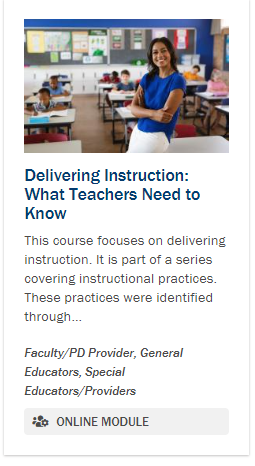 Delivering Instruction:
What Teachers Need to
Know
This course focuses on delivering
instruction. It is part of a series
covering instructional practices.
These practices were identified
through...
Faculty/PD Provider, General
Educators, Special
Educators/Providers
ONLINE MODULE